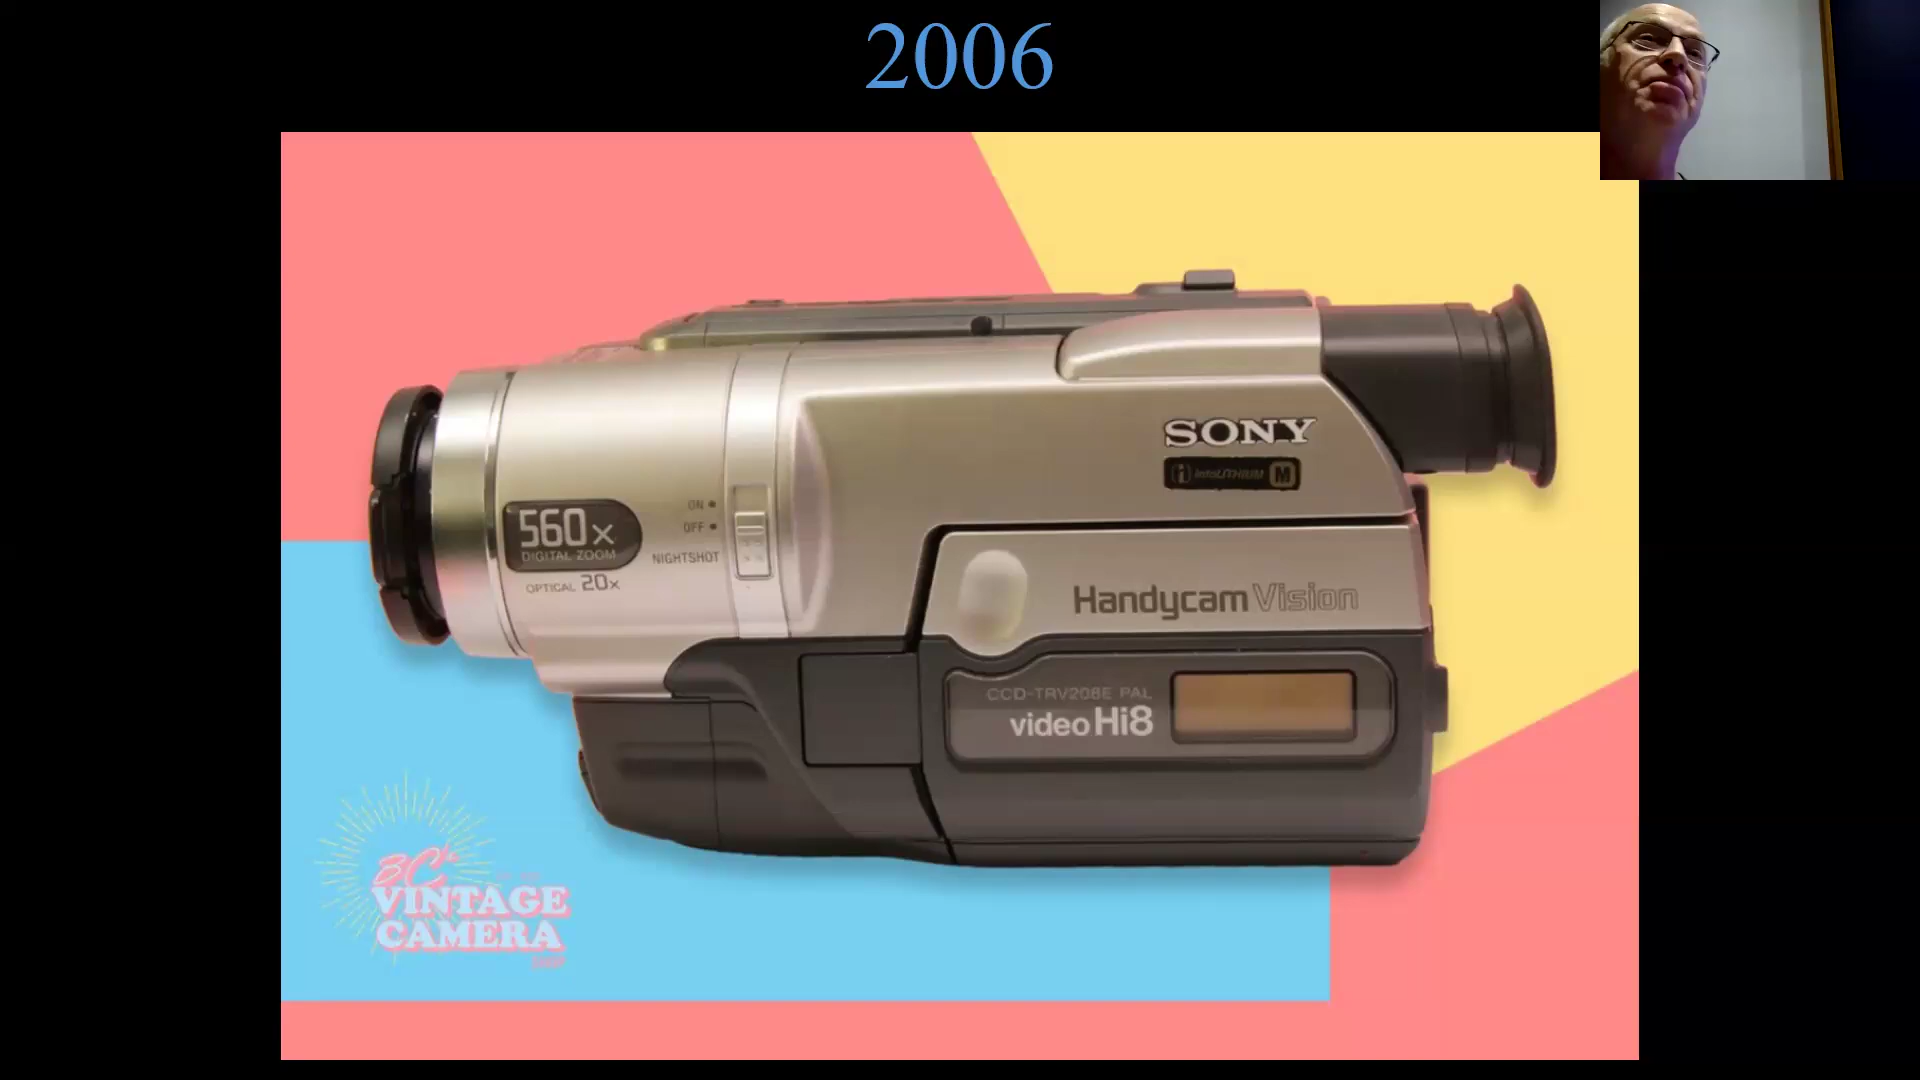 2006
SONY
InfoLITHIUM M
560x
DIGITAL ZOOM
OPTICAL 20x
ON
OFF
NIGHTSHOT
Handycam Vision
CCD-TRV208E PAL
video Hi8
VINTAGE
CAMERA